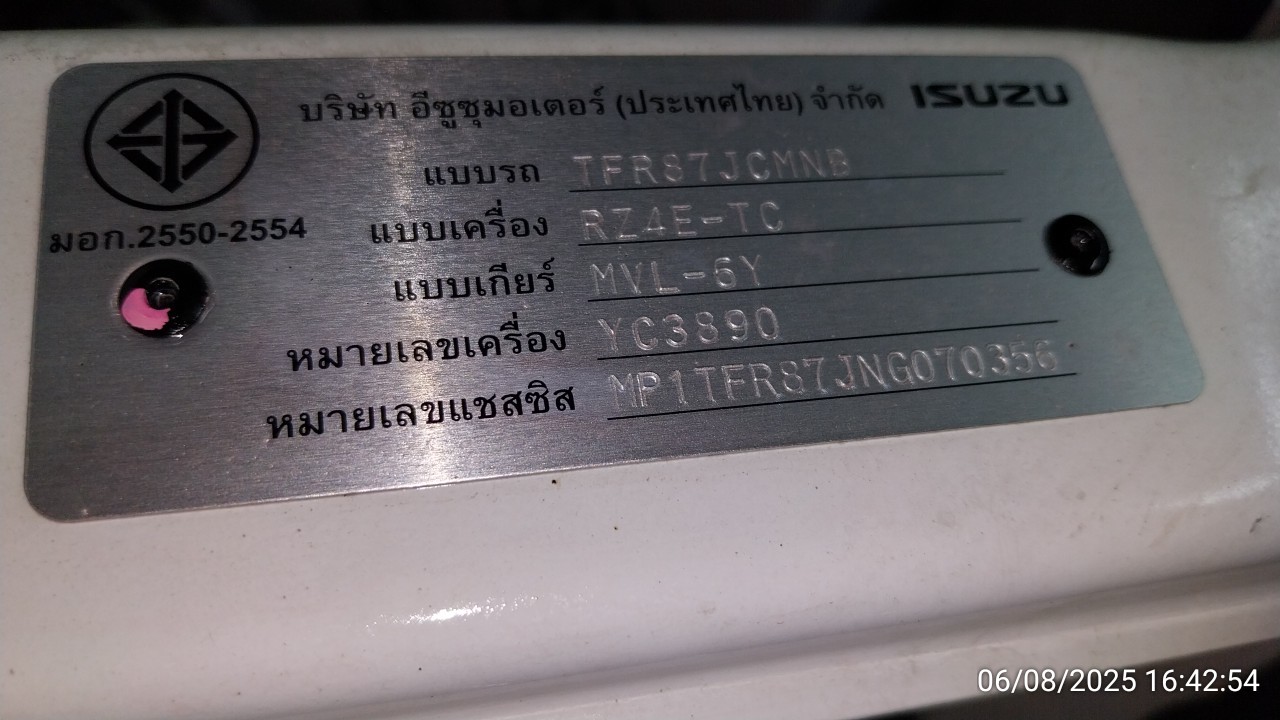 บริษัท อีซูซุมอเตอร์ (ประเทศไทย) จำกัด ISUZU
แบบรถ TFR87JCMNB
มอก.2550-2554
แบบเครื่อง RZ4E-TC
แบบเกียร์ MVL-6Y
หมายเลขเครื่อง YC3890
หมายเลขแชสซิส MP1TFR87JNG070356
06/08/2025 16:42:54